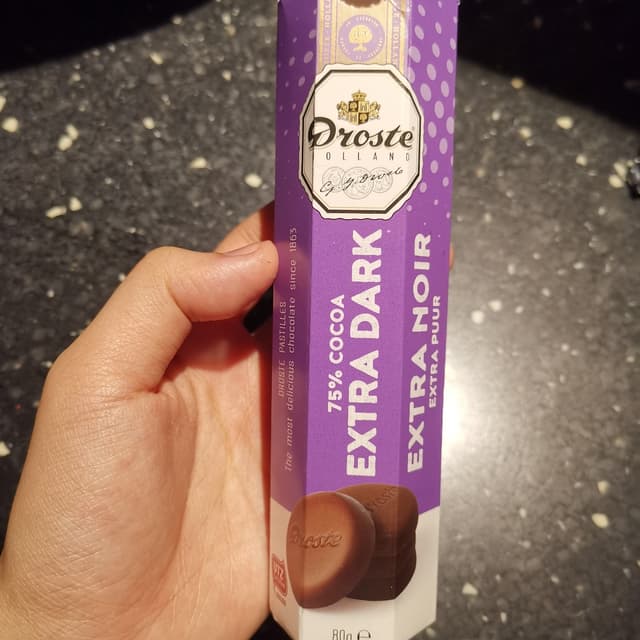 Droste
HOLLAND
75% COCOA
EXTRA DARK
EXTRA NOIR
EXTRA PUUR
DROSTE PASTILLES
The most delicious chocolate since 1863
Droste
80g e